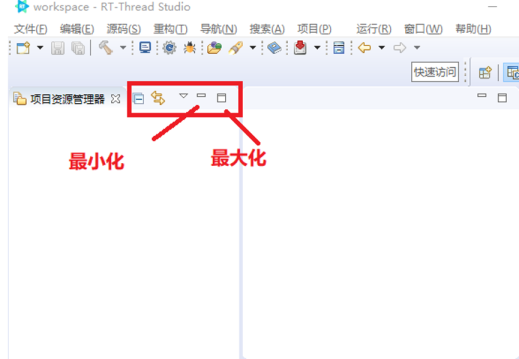 workspace - RT-Thread Studio
文件(F) 编辑(E) 源码(S) 重构(T) 导航(N) 搜索(A) 项目(P) 运行(R) 窗口(W) 帮助(H)
快速访问
项目资源管理器
最小化
最大化